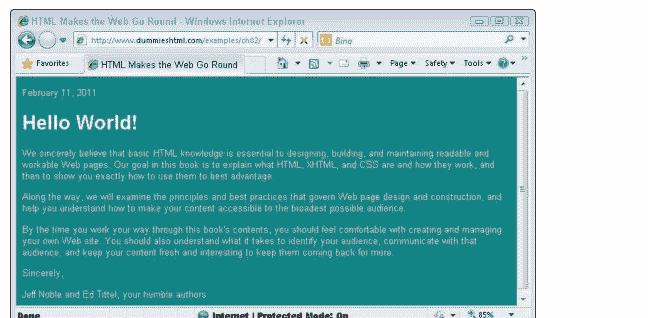 HTML Makes the Web Go Round - Windows Internet Explorer
http://www.dummieshtml.com/examples/ch02/
Bing
Favorites
HTML Makes the Web Go Round
Page
Safety
Tools
February 11, 2011
Hello World!
We sincerely believe that basic HTML knowledge is essential to designing, building, and maintaining readable and
workable Web pages. Our goal in this book is to explain what HTML, XHTML, and CSS are and how they work, and
then to show you exactly how to use them to best advantage.
Along the way, we will examine the principles and best practices that govern Web page design and construction, and
help you understand how to make your content accessible to the broadest possible audience.
By the time you work your way through this book's contents, you should feel comfortable with creating and managing
your own Web site. You should also understand what it takes to identify your audience, communicate with that
audience, and keep your content fresh and interesting to keep them coming back for more.
Sincerely,
Jeff Noble and Ed Tittel, your humble authors
Done
Internet | Protected Mode: On
85%